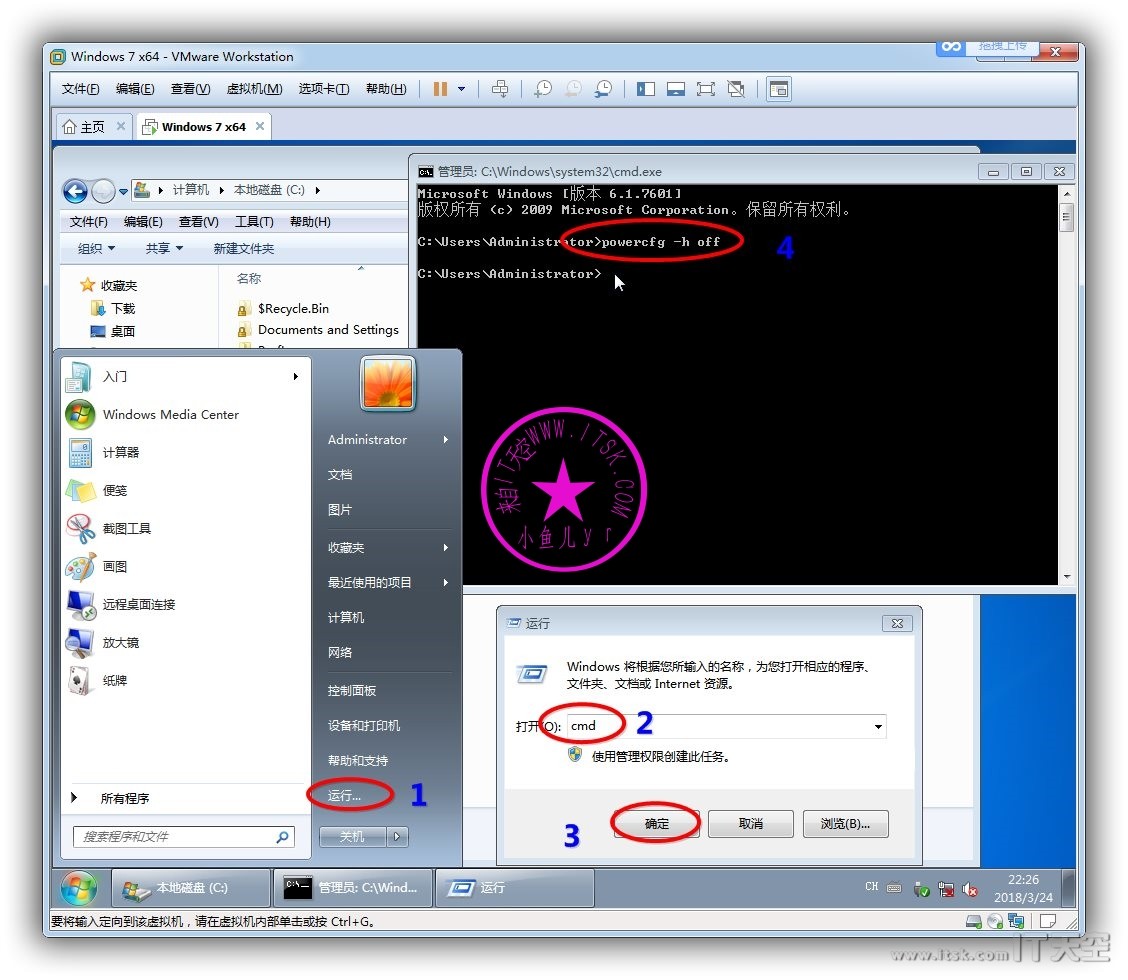 Windows 7 x64 - VMware Workstation
拖拽上传
文件(F) 编辑(E) 查看(V) 虚拟机(M) 选项卡(T) 帮助(H)
主页 Windows 7 x64
管理员: C:\Windows\system32\cmd.exe
Microsoft Windows [版本 6.1.7601]
版权所有 (c) 2009 Microsoft Corporation。保留所有权利。
C:\Users\Administrator>powercfg -h off
4
C:\Users\Administrator>
计算机 本地磁盘 (C:)
文件(F) 编辑(E) 查看(V) 工具(T) 帮助(H)
组织 共享 新建文件夹
名称
收藏夹
下载
桌面
$Recycle.Bin
Documents and Settings
入门
Windows Media Center
计算器
便笺
截图工具
画图
远程桌面连接
放大镜
纸牌
所有程序
搜索程序和文件
Administrator
文档
图片
收藏夹
最近使用的项目
计算机
网络
控制面板
设备和打印机
帮助和支持
运行...
1
关机
来自IT天空WWW.ITSK.COM
小鱼儿yr
运行
Windows 将根据您所输入的名称，为您打开相应的程序、
文件夹、文档或 Internet 资源。
打开(O): cmd
2
使用管理权限创建此任务。
3
确定 取消 浏览(B)...
本地磁盘 (C:) 管理员: C:\Wind... 运行
CH
22:26
2018/3/24
要将输入定向到该虚拟机，请在虚拟机内部单击或按 Ctrl+G。
www.itsk.com IT天空